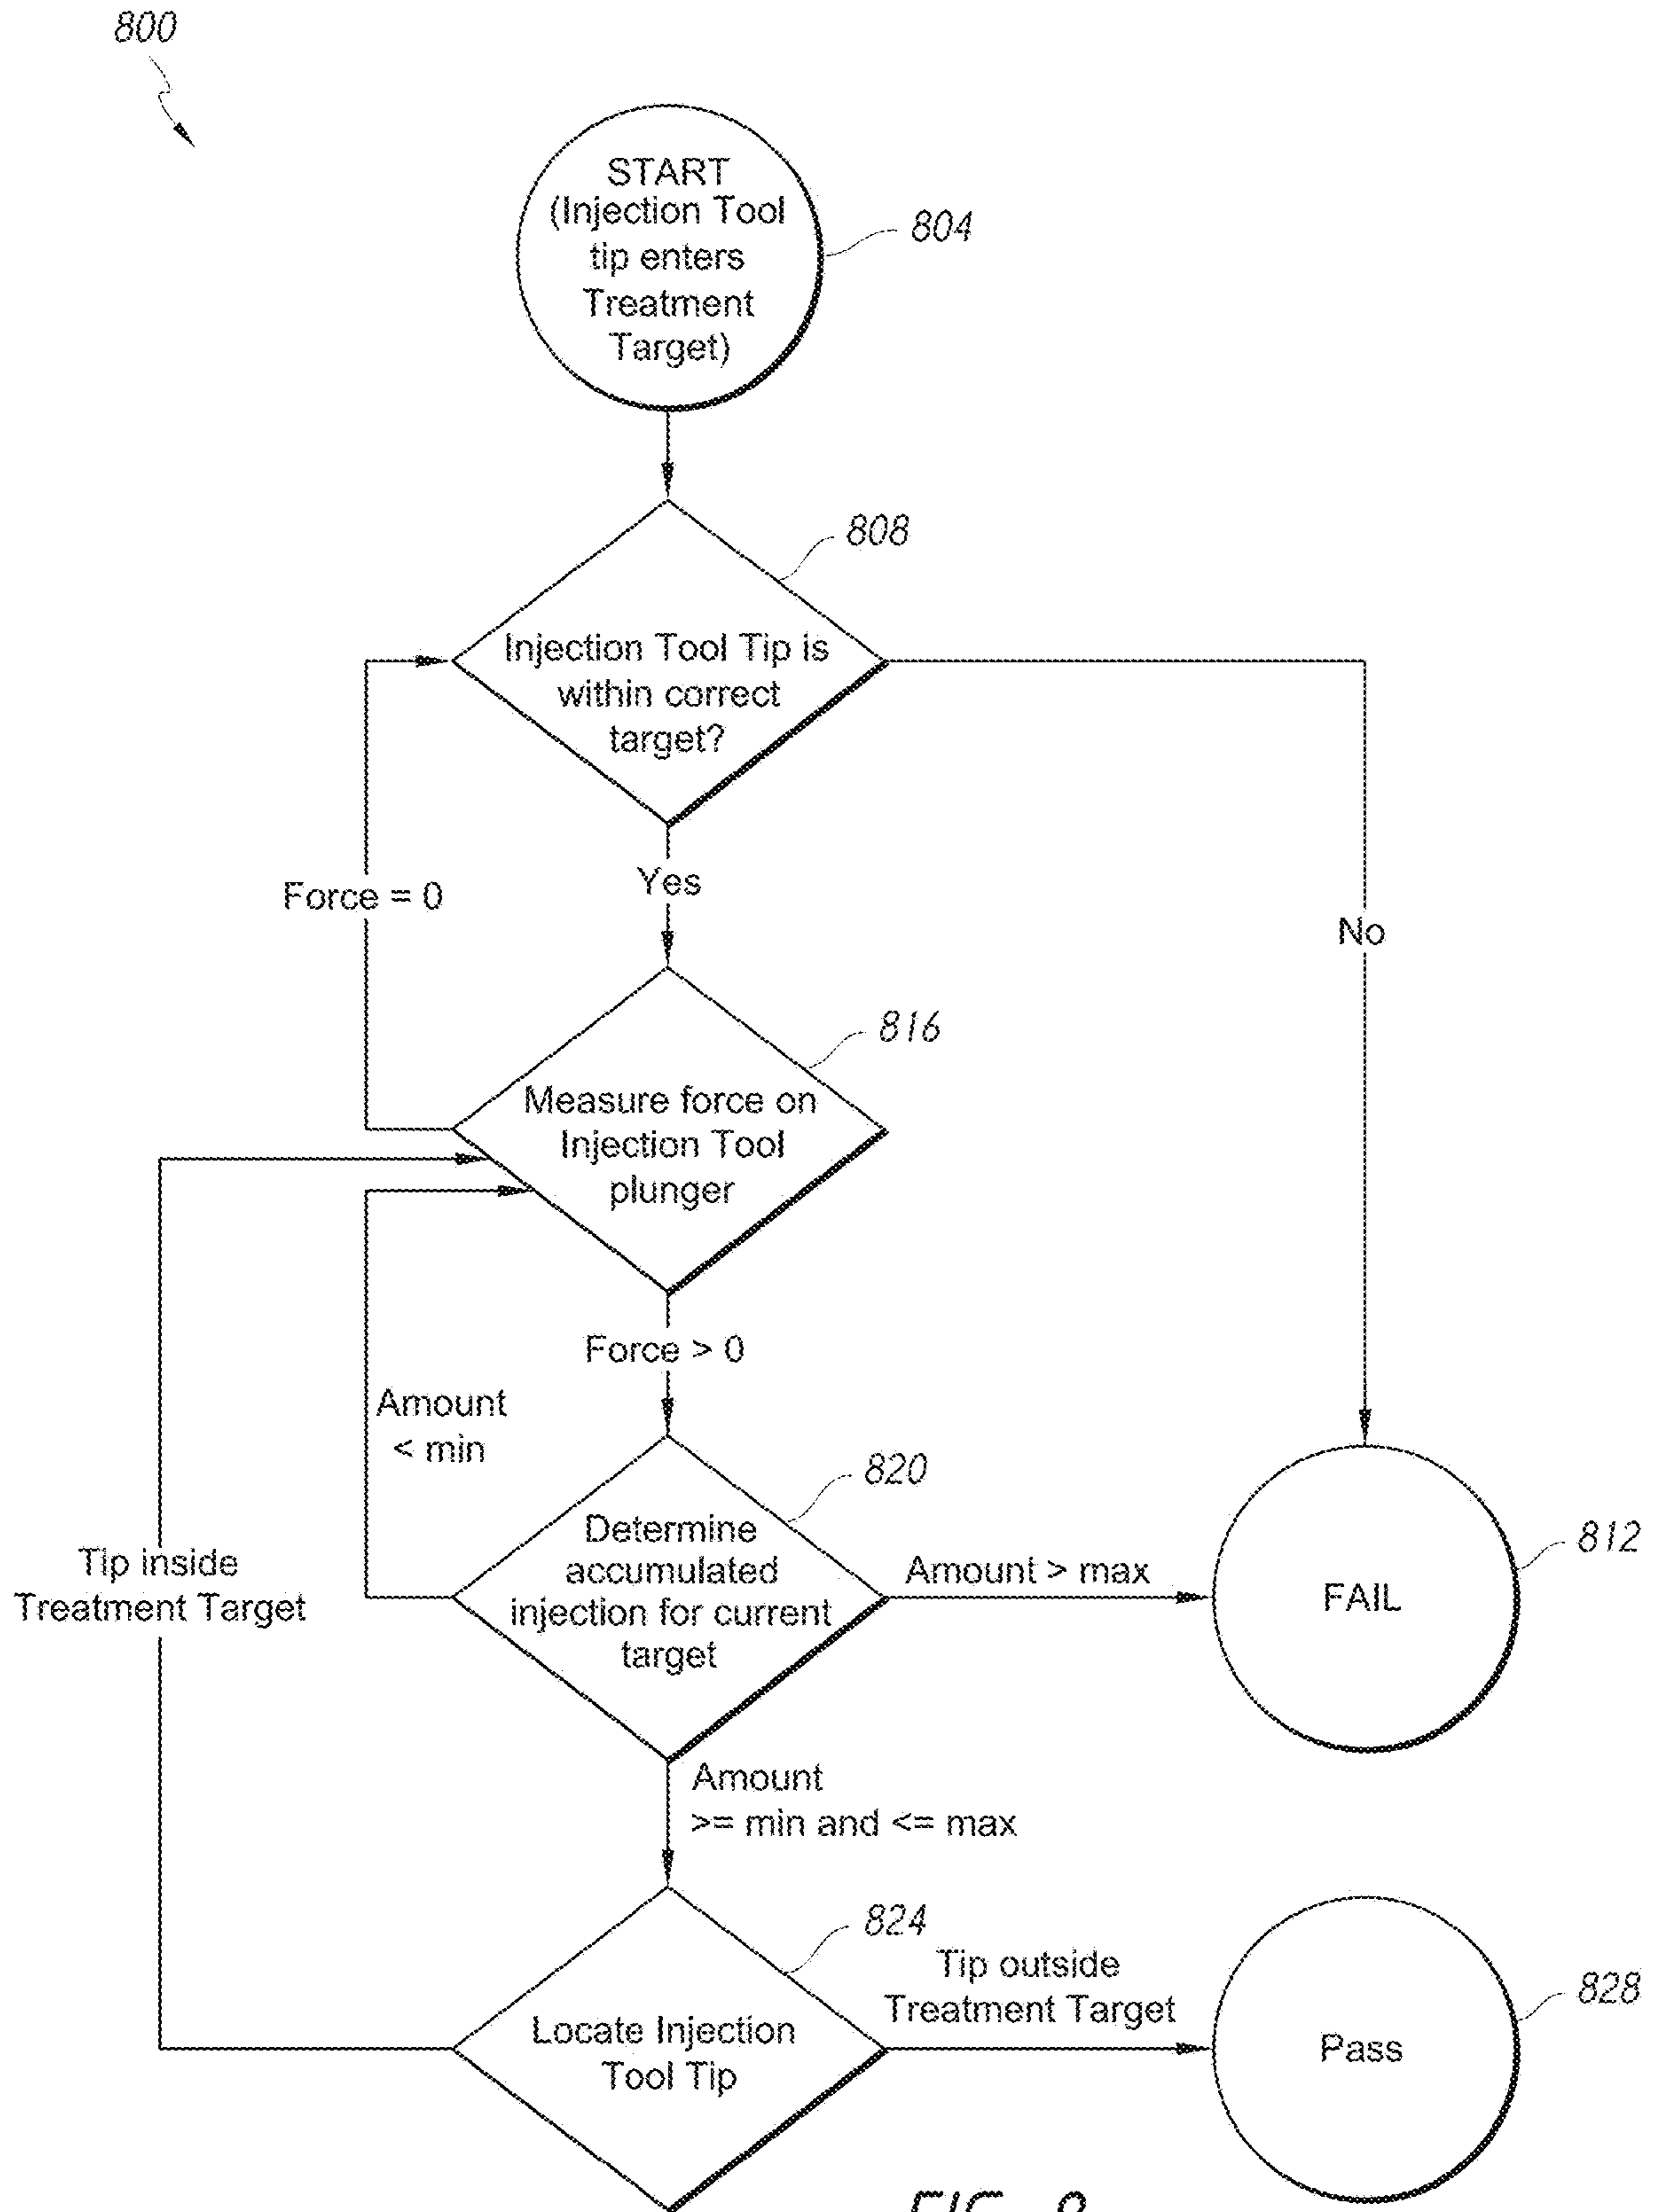 800
START
(Injection Tool
tip enters
Treatment
Target)
804
808
Injection Tool Tip is
within correct
target?
Force = 0
Yes
No
816
Measure force on
Injection Tool
plunger
Force > 0
Amount
< min
820
Determine
accumulated
injection for current
target
Amount > max
812
FAIL
Tip inside
Treatment Target
Amount
>= min and <= max
824
Locate Injection
Tool Tip
Tip outside
Treatment Target
828
Pass